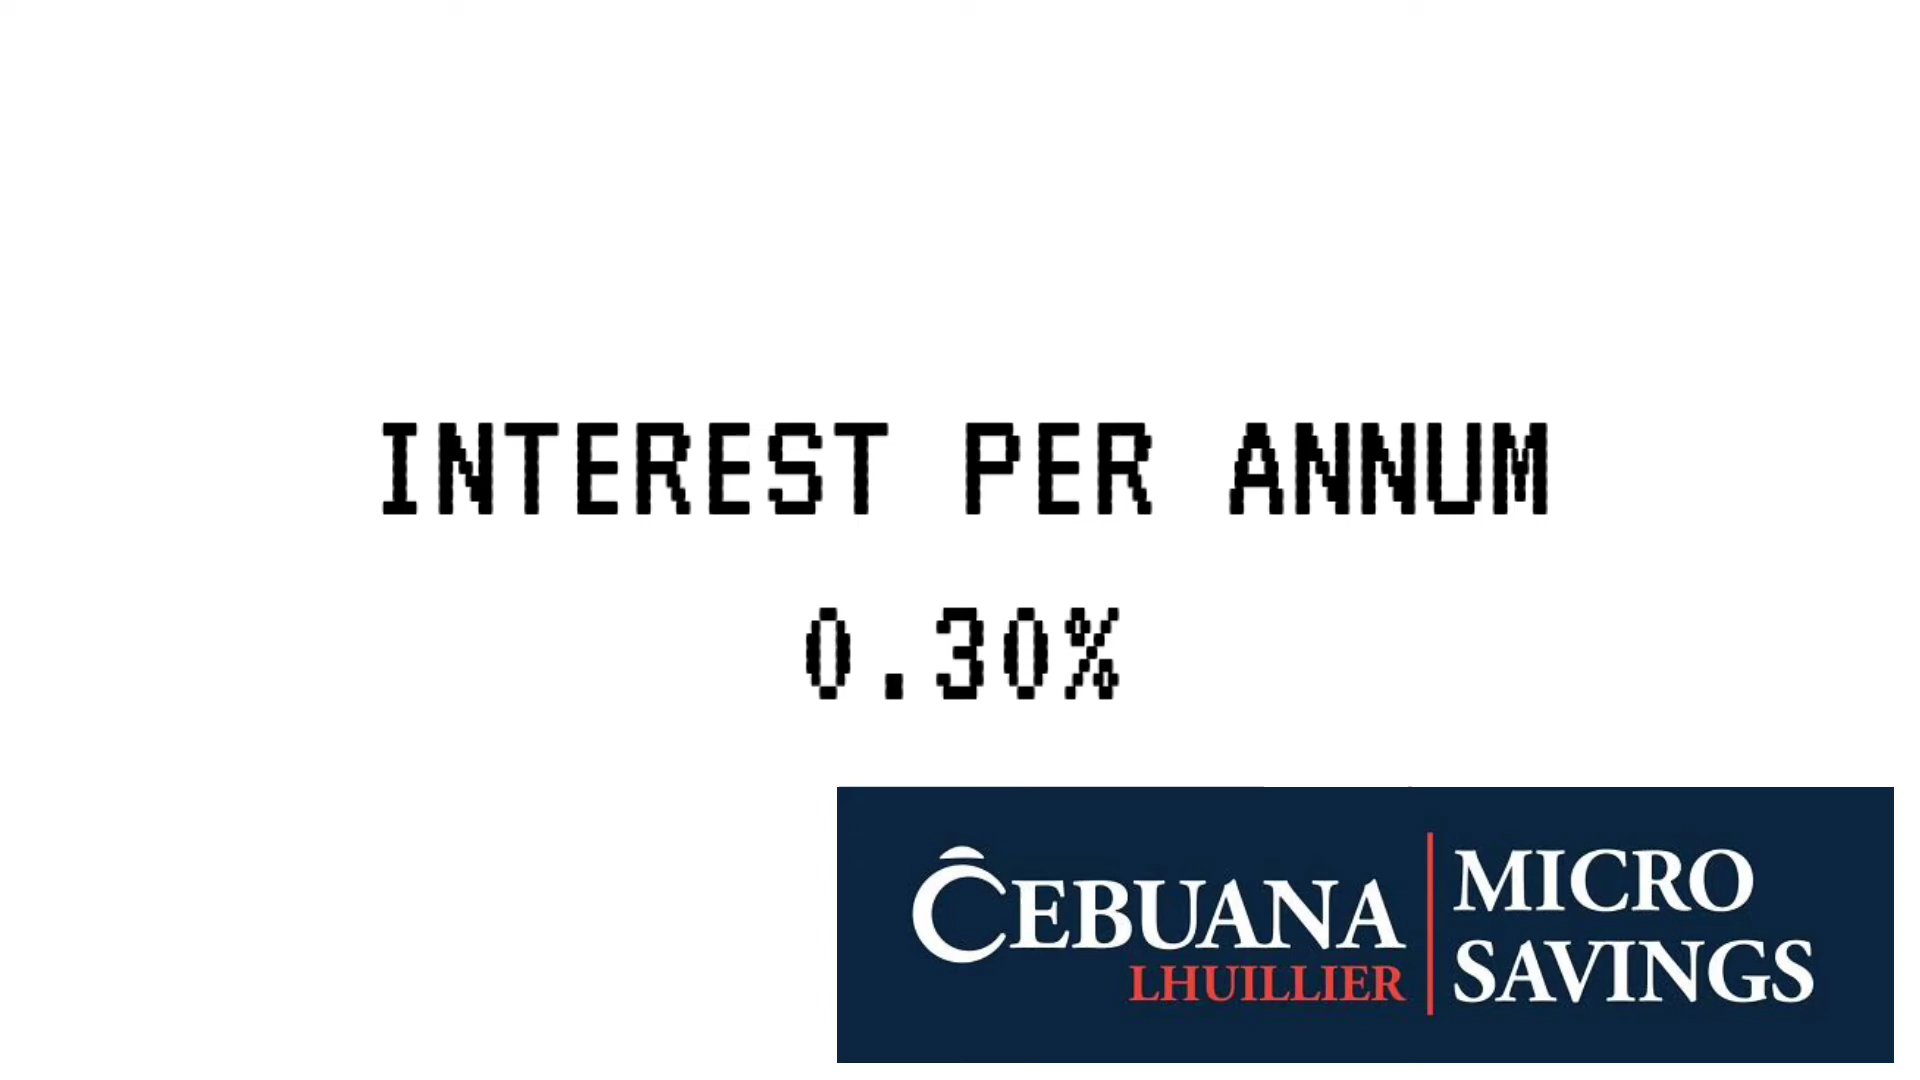 INTEREST PER ANNUM
0.30%
CEBUANA
LHUILLIER
MICRO
SAVINGS